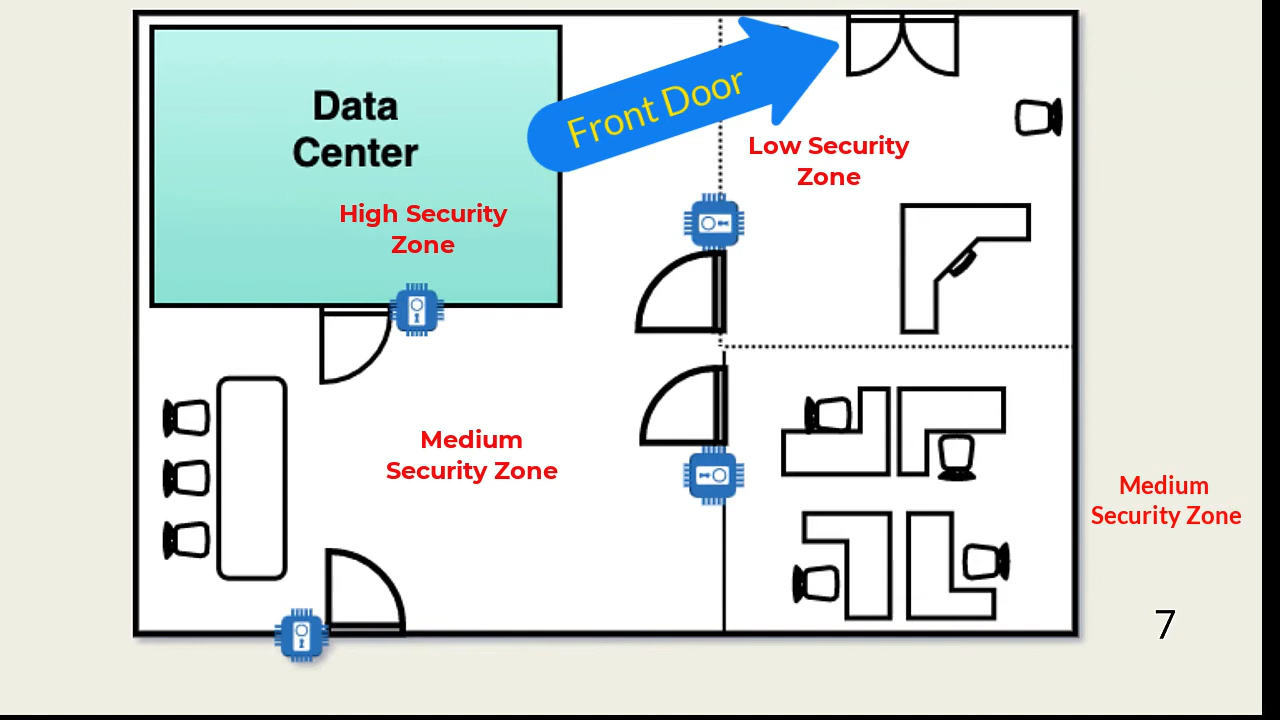 Data
Center
High Security
Zone
Front Door
Low Security
Zone
Medium
Security Zone
Medium
Security Zone
7